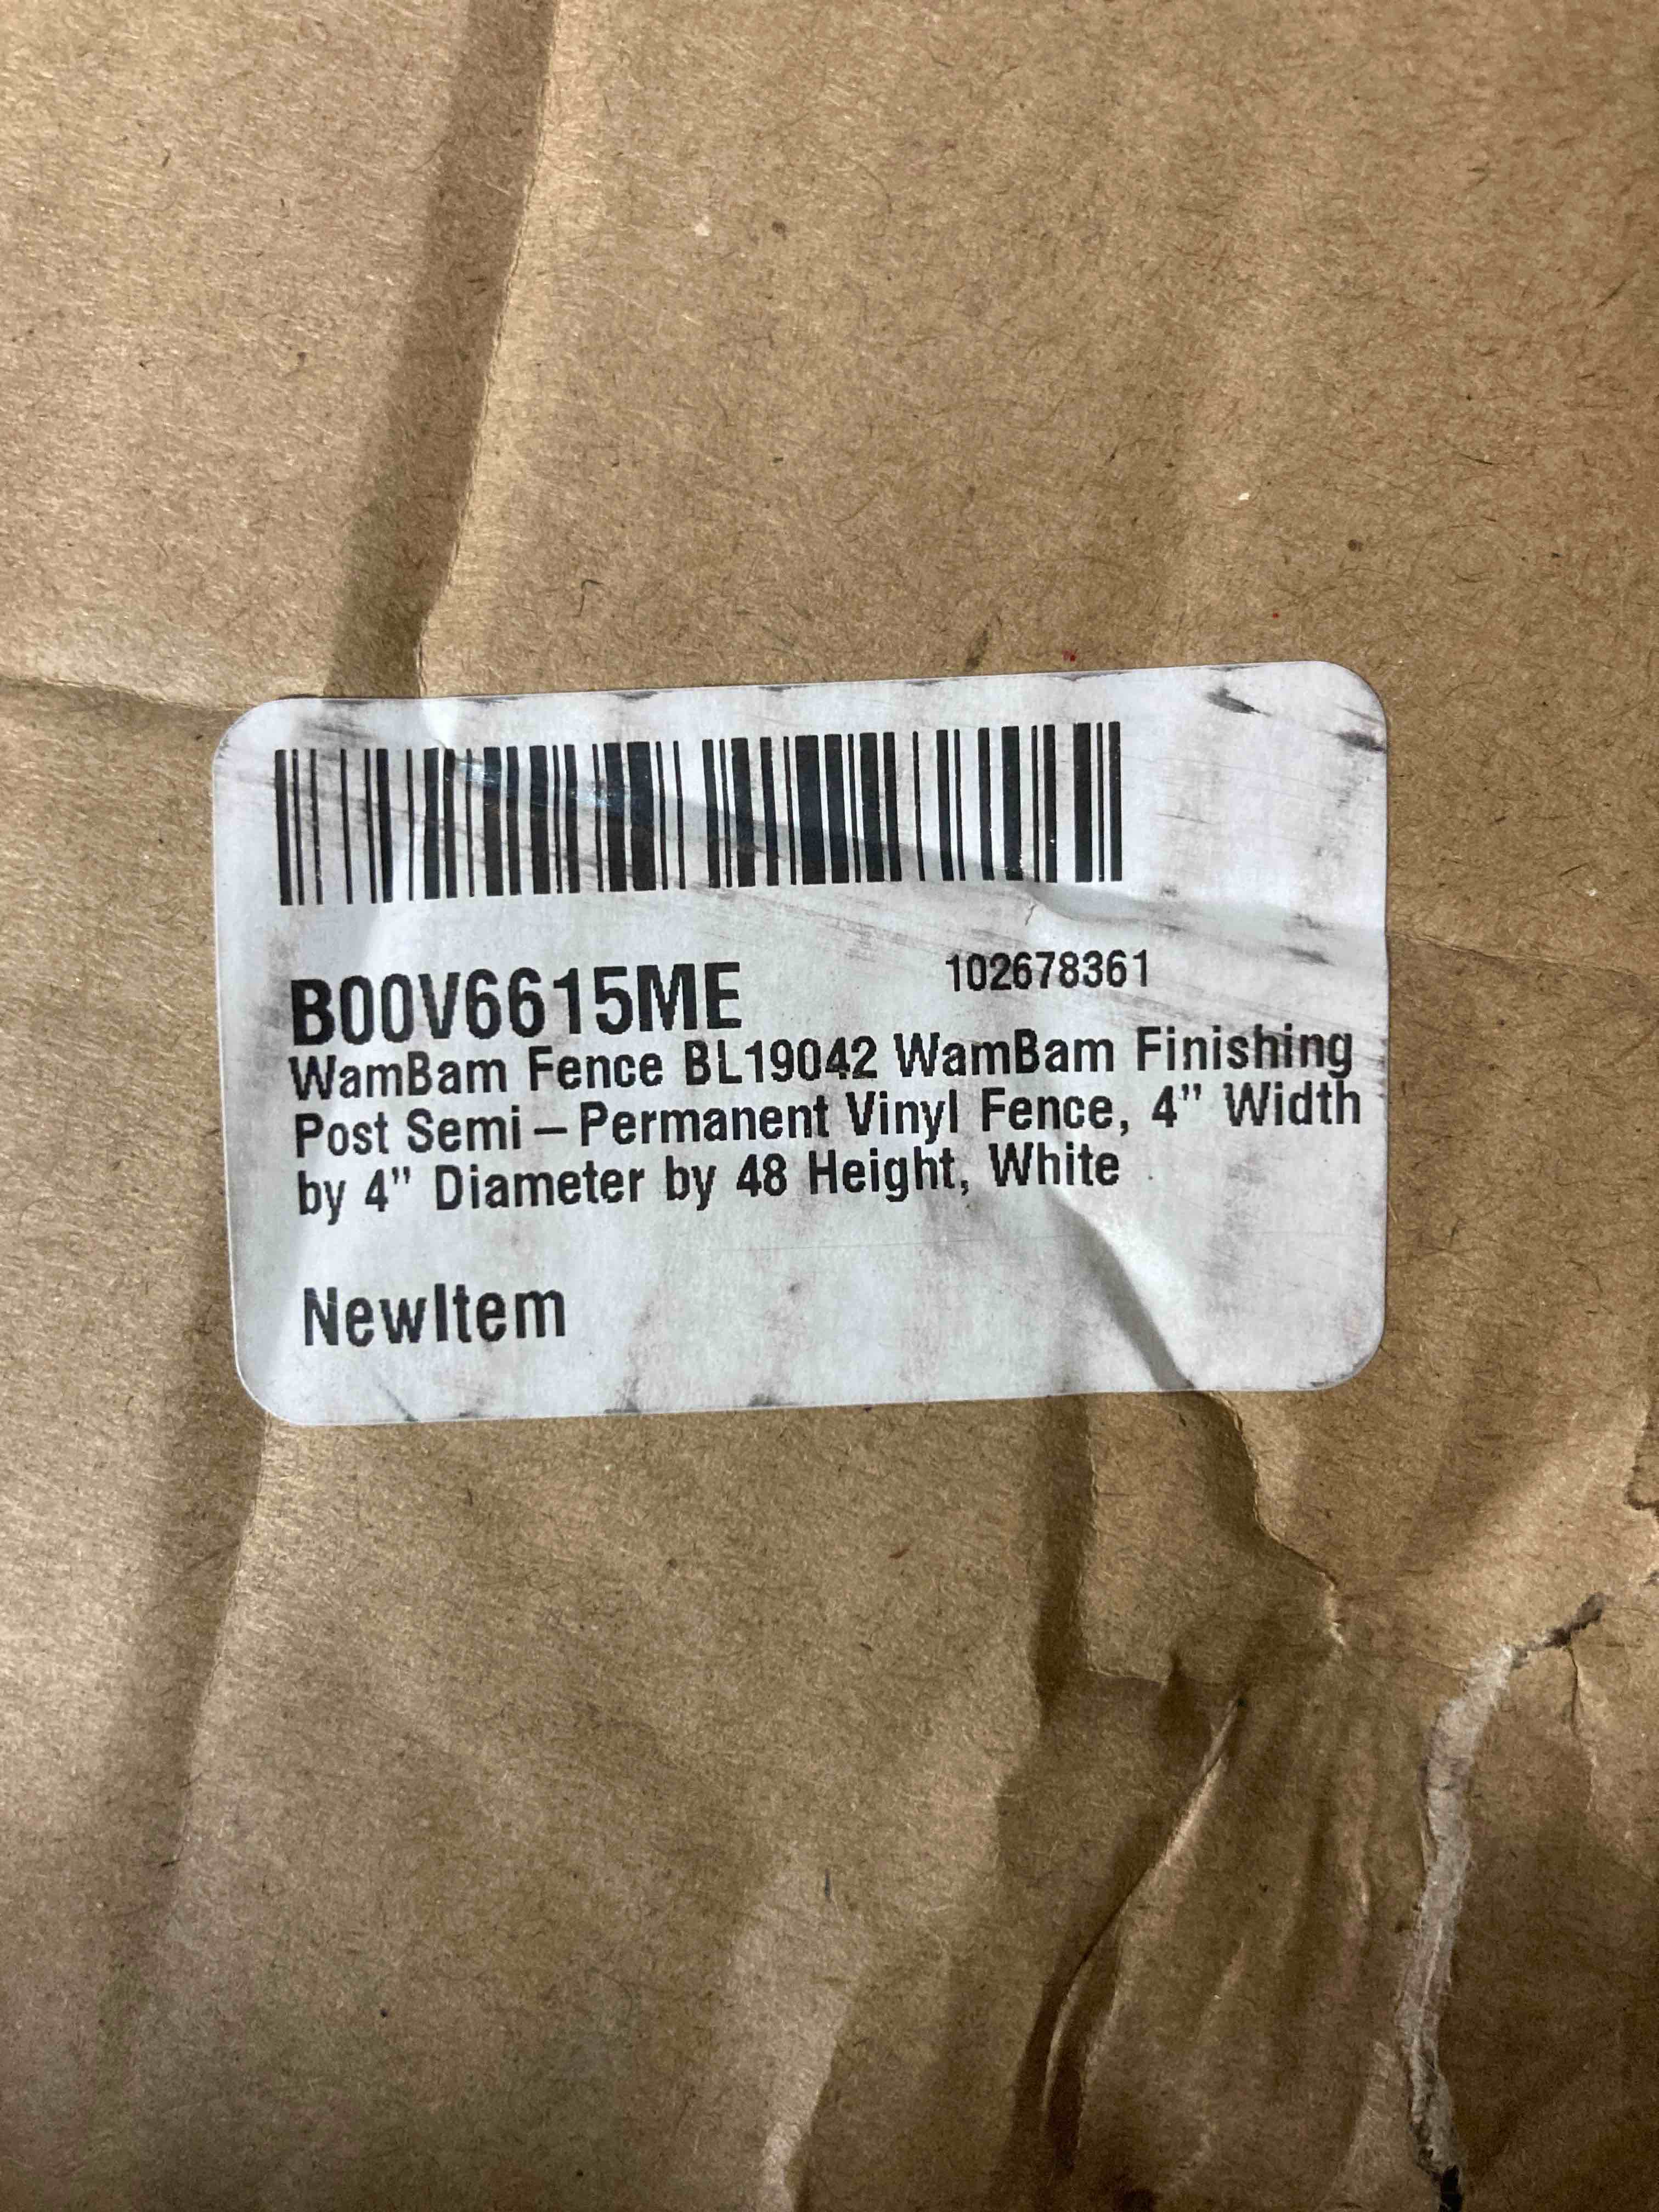 B00V6615ME 102678361
WamBam Fence BL19042 WamBam Finishing
Post Semi – Permanent Vinyl Fence, 4” Width
by 4” Diameter by 48 Height, White
NewItem